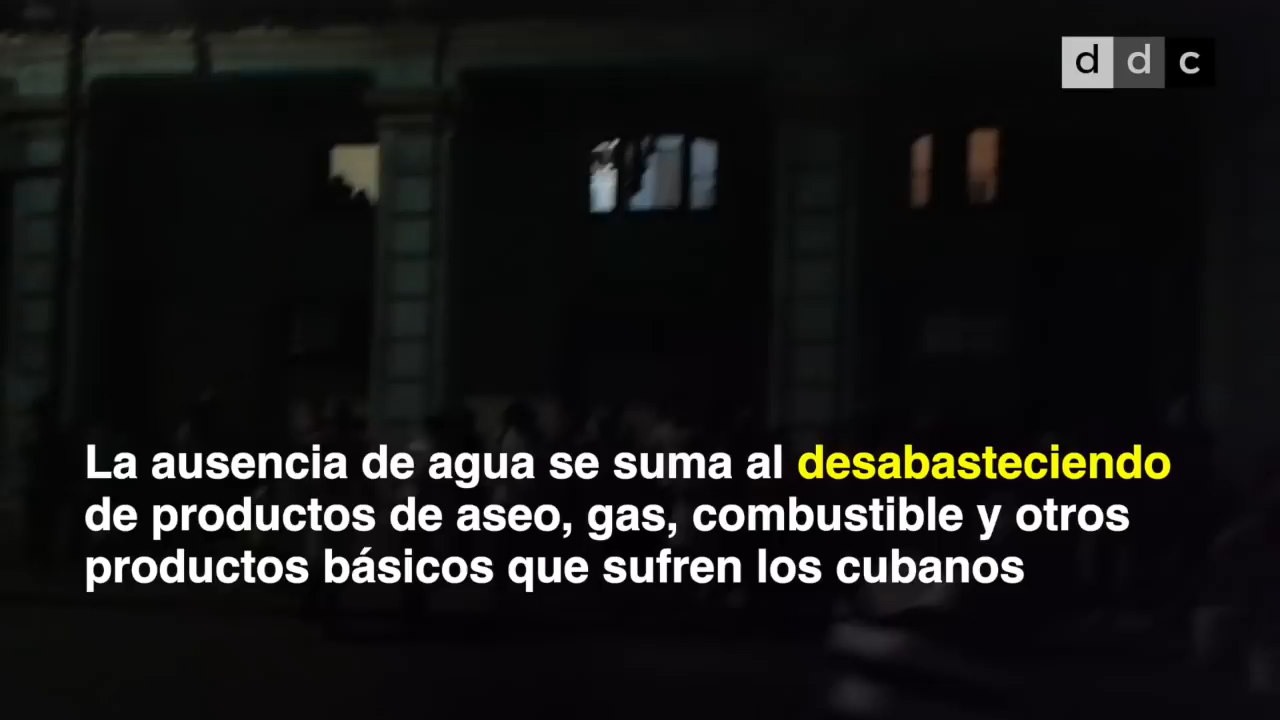 d d c
La ausencia de agua se suma al desabasteciendo
de productos de aseo, gas, combustible y otros
productos básicos que sufren los cubanos